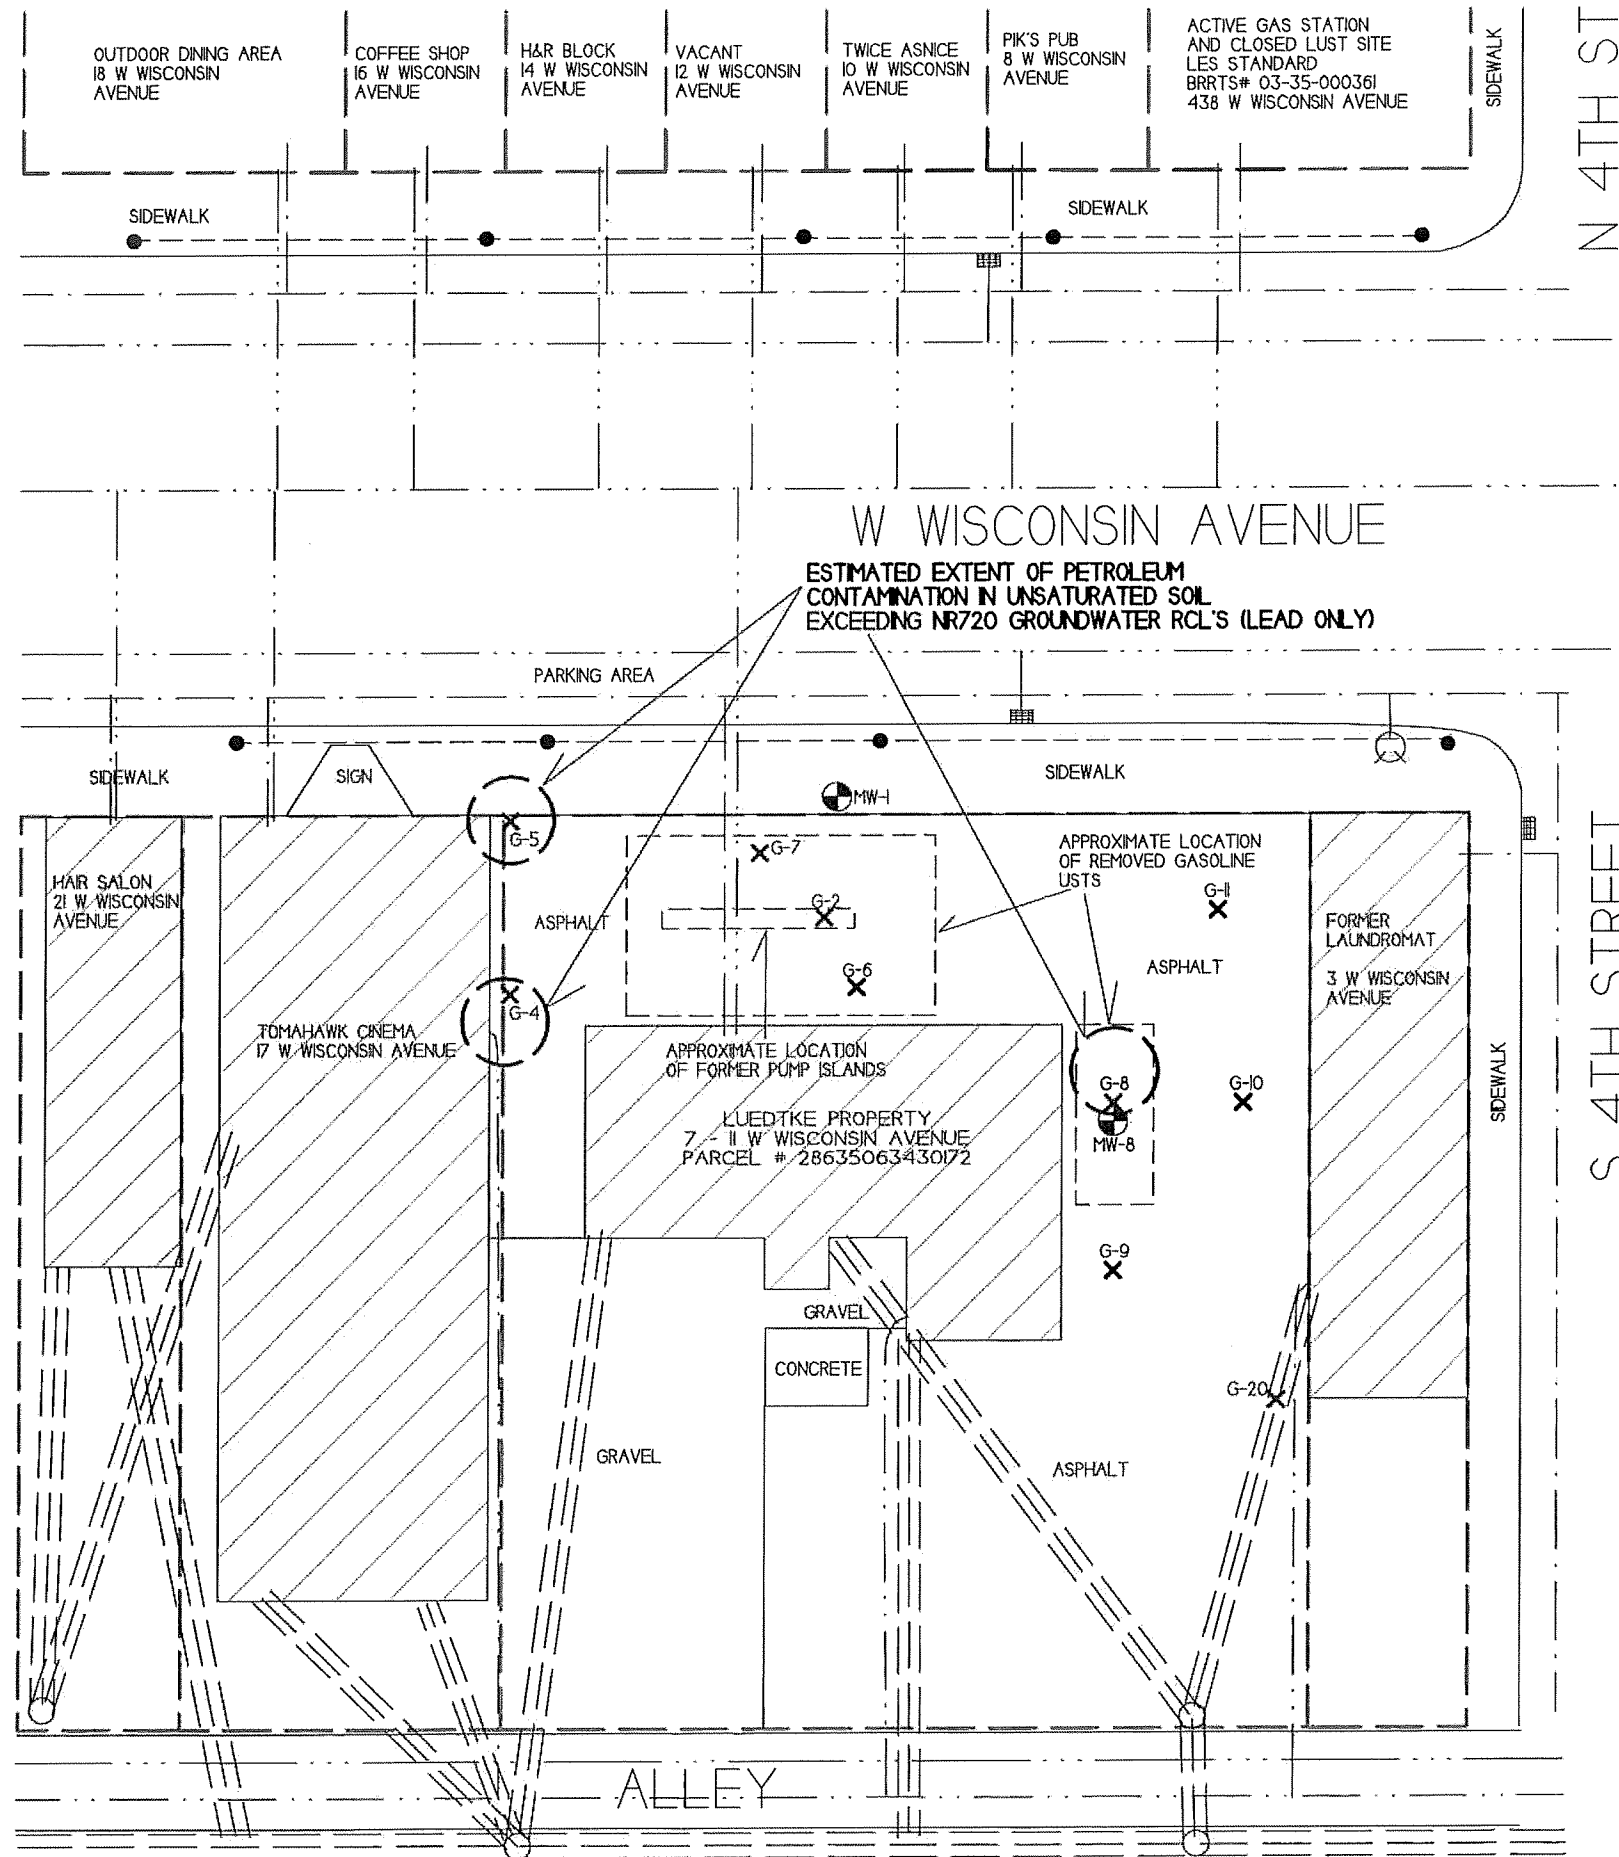 OUTDOOR DINING AREA
18 W WISCONSIN
AVENUE
COFFEE SHOP
16 W WISCONSIN
AVENUE
H&R BLOCK
14 W WISCONSIN
AVENUE
VACANT
12 W WISCONSIN
AVENUE
TWICE ASNICE
10 W WISCONSIN
AVENUE
PIK'S PUB
8 W WISCONSIN
AVENUE
ACTIVE GAS STATION
AND CLOSED LUST SITE
LES STANDARD
BRRTS# 03-35-000361
438 W WISCONSIN AVENUE
SIDEWALK
N 4TH ST
SIDEWALK
SIDEWALK
W WISCONSIN AVENUE
ESTIMATED EXTENT OF PETROLEUM
CONTAMINATION IN UNSATURATED SOIL
EXCEEDING NR720 GROUNDWATER RCL'S (LEAD ONLY)
PARKING AREA
SIDEWALK
SIGN
SIDEWALK
MW-1
G-5
G-7
APPROXIMATE LOCATION
OF REMOVED GASOLINE
USTS
HAIR SALON
21 W WISCONSIN
AVENUE
ASPHALT
G-2
G-11
FORMER
LAUNDROMAT
3 W WISCONSIN
AVENUE
ASPHALT
G-6
G-4
TOMAHAWK CINEMA
17 W WISCONSIN AVENUE
APPROXIMATE LOCATION
OF FORMER PUMP ISLANDS
G-8
G-10
MW-8
LUEDTKE PROPERTY
7 - 11 W WISCONSIN AVENUE
PARCEL # 28635063430172
SIDEWALK
S 4TH STREET
G-9
GRAVEL
CONCRETE
G-20
GRAVEL
ASPHALT
ALLEY